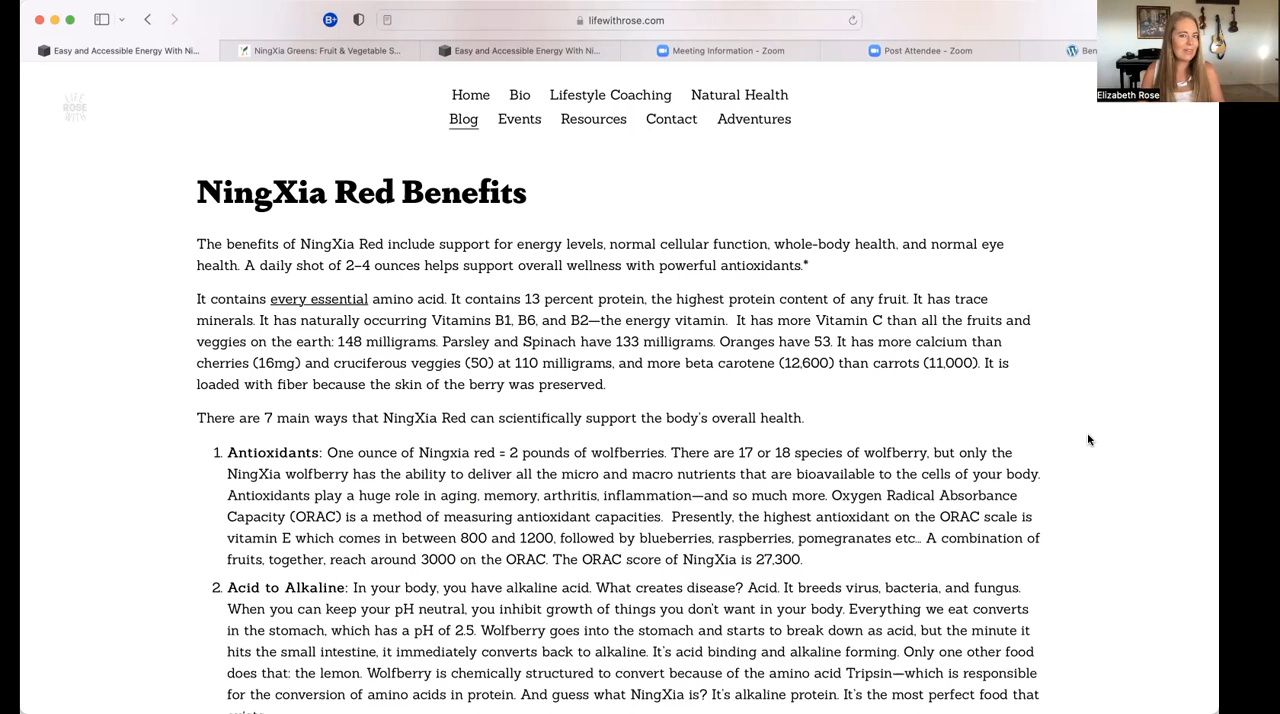 lifewithrose.com
Easy and Accessible Energy With Ni...
NingXia Greens: Fruit & Vegetable S...
Easy and Accessible Energy With Ni...
Meeting Information - Zoom
Post Attendee - Zoom
Ben
Elizabeth Rose
LIFE
ROSE
WITH
Home Bio Lifestyle Coaching Natural Health
Blog Events Resources Contact Adventures
NingXia Red Benefits
The benefits of NingXia Red include support for energy levels, normal cellular function, whole-body health, and normal eye
health. A daily shot of 2–4 ounces helps support overall wellness with powerful antioxidants.*
It contains every essential amino acid. It contains 13 percent protein, the highest protein content of any fruit. It has trace
minerals. It has naturally occurring Vitamins B1, B6, and B2—the energy vitamin. It has more Vitamin C than all the fruits and
veggies on the earth: 148 milligrams. Parsley and Spinach have 133 milligrams. Oranges have 53. It has more calcium than
cherries (16mg) and cruciferous veggies (50) at 110 milligrams, and more beta carotene (12,600) than carrots (11,000). It is
loaded with fiber because the skin of the berry was preserved.
There are 7 main ways that NingXia Red can scientifically support the body's overall health.
1. Antioxidants: One ounce of Ningxia red = 2 pounds of wolfberries. There are 17 or 18 species of wolfberry, but only the
NingXia wolfberry has the ability to deliver all the micro and macro nutrients that are bioavailable to the cells of your body.
Antioxidants play a huge role in aging, memory, arthritis, inflammation—and so much more. Oxygen Radical Absorbance
Capacity (ORAC) is a method of measuring antioxidant capacities. Presently, the highest antioxidant on the ORAC scale is
vitamin E which comes in between 800 and 1200, followed by blueberries, raspberries, pomegranates etc... A combination of
fruits, together, reach around 3000 on the ORAC. The ORAC score of NingXia is 27,300.
2. Acid to Alkaline: In your body, you have alkaline acid. What creates disease? Acid. It breeds virus, bacteria, and fungus.
When you can keep your pH neutral, you inhibit growth of things you don't want in your body. Everything we eat converts
in the stomach, which has a pH of 2.5. Wolfberry goes into the stomach and starts to break down as acid, but the minute it
hits the small intestine, it immediately converts back to alkaline. It's acid binding and alkaline forming. Only one other food
does that: the lemon. Wolfberry is chemically structured to convert because of the amino acid Tripsin—which is responsible
for the conversion of amino acids in protein. And guess what NingXia is? It's alkaline protein. It's the most perfect food that